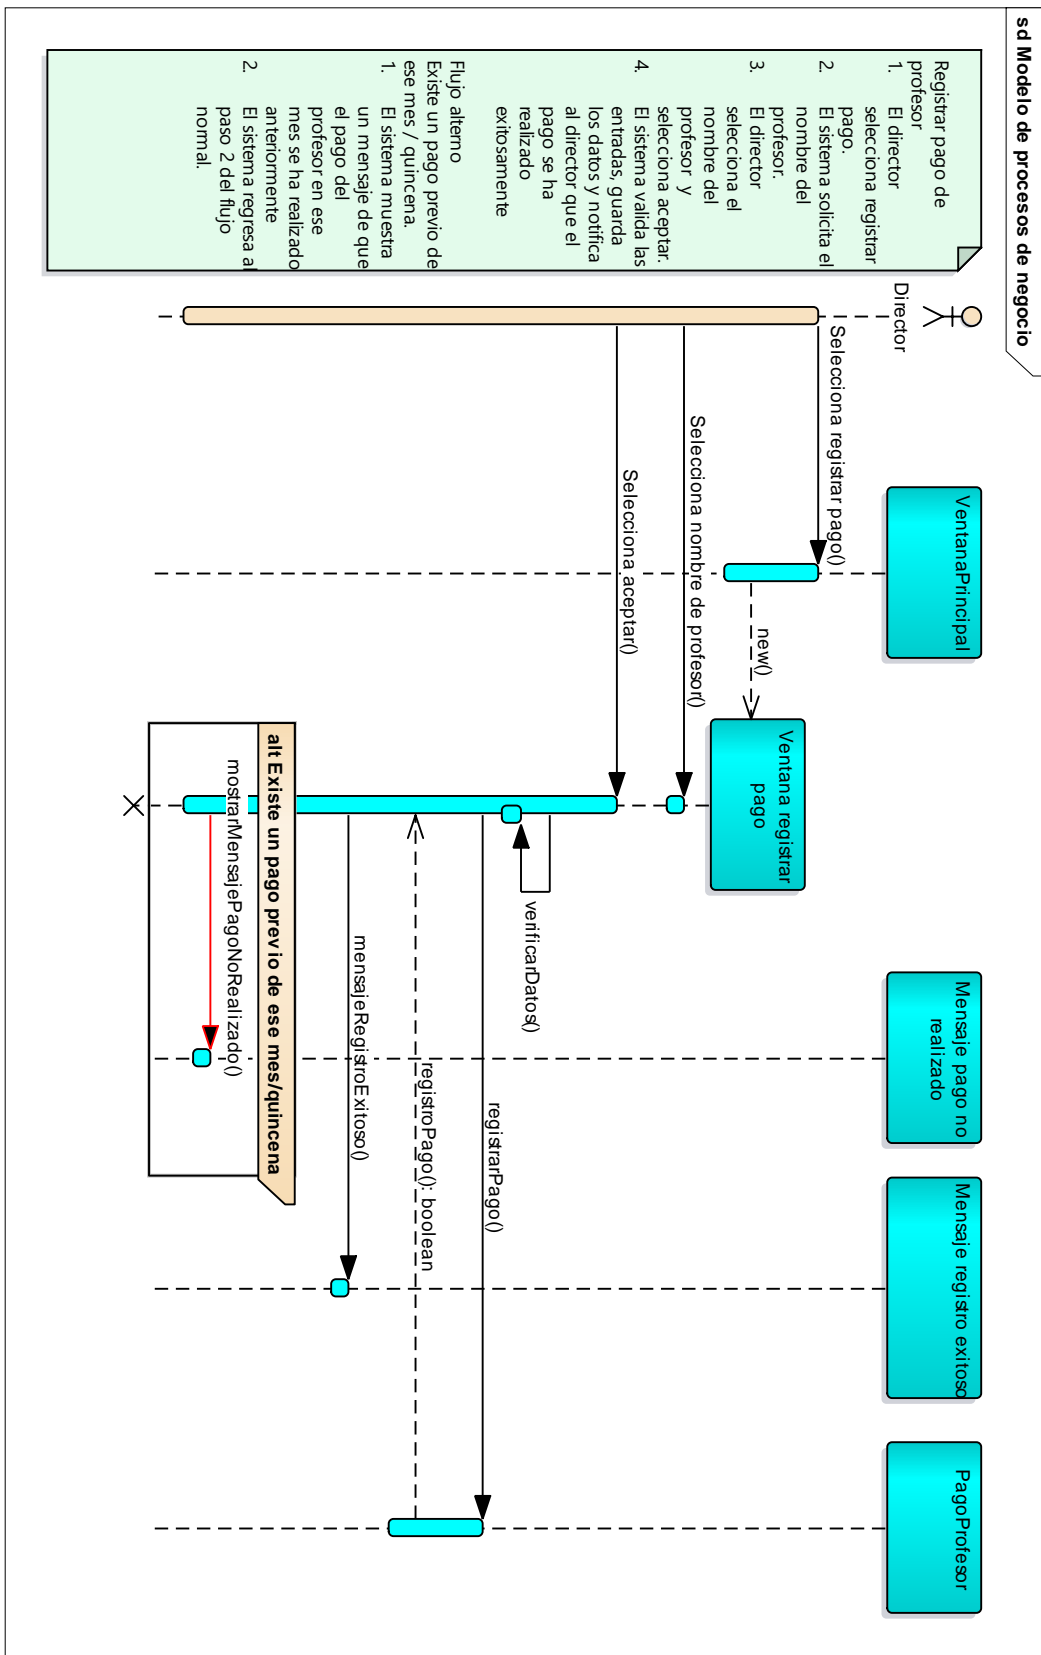 sd Modelo de procesos de negocio
Registrar pago de
profesor
1. El director
selecciona registrar
pago.
2. El sistema solicita el
nombre del
profesor.
3. El director
selecciona el
nombre del
profesor y
selecciona aceptar.
4. El sistema valida las
entradas, guarda
los datos y notifica
al director que el
pago se ha
realizado
exitosamente
Flujo alterno
Existe un pago previo de
ese mes / quincena.
1. El sistema muestra
un mensaje de que
el pago del
profesor en ese
mes se ha realizado
anteriormente
2. El sistema regresa al
paso 2 del flujo
normal.
Director
VentanaPrincipal
Ventana registrar
pago
Mensaje pago no
realizado
Mensaje registro exitoso
PagoProfesor
Selecciona registrar pago()
new()
Selecciona nombre de profesor()
Selecciona aceptar()
verificarDatos()
registrarPago()
registroPago(): boolean
mensajeRegistroExitoso()
alt Existe un pago previo de ese mes/quincena
mostrarMensajePagoNoRealizado()